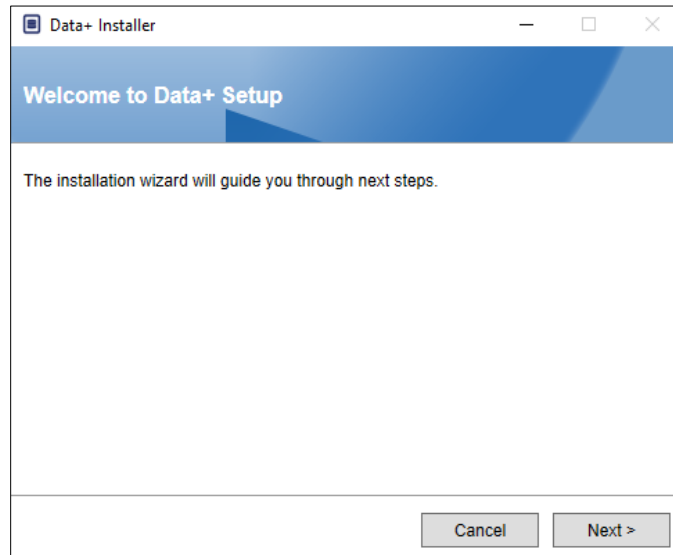 Data+ Installer
Welcome to Data+ Setup
The installation wizard will guide you through next steps.
Cancel
Next >